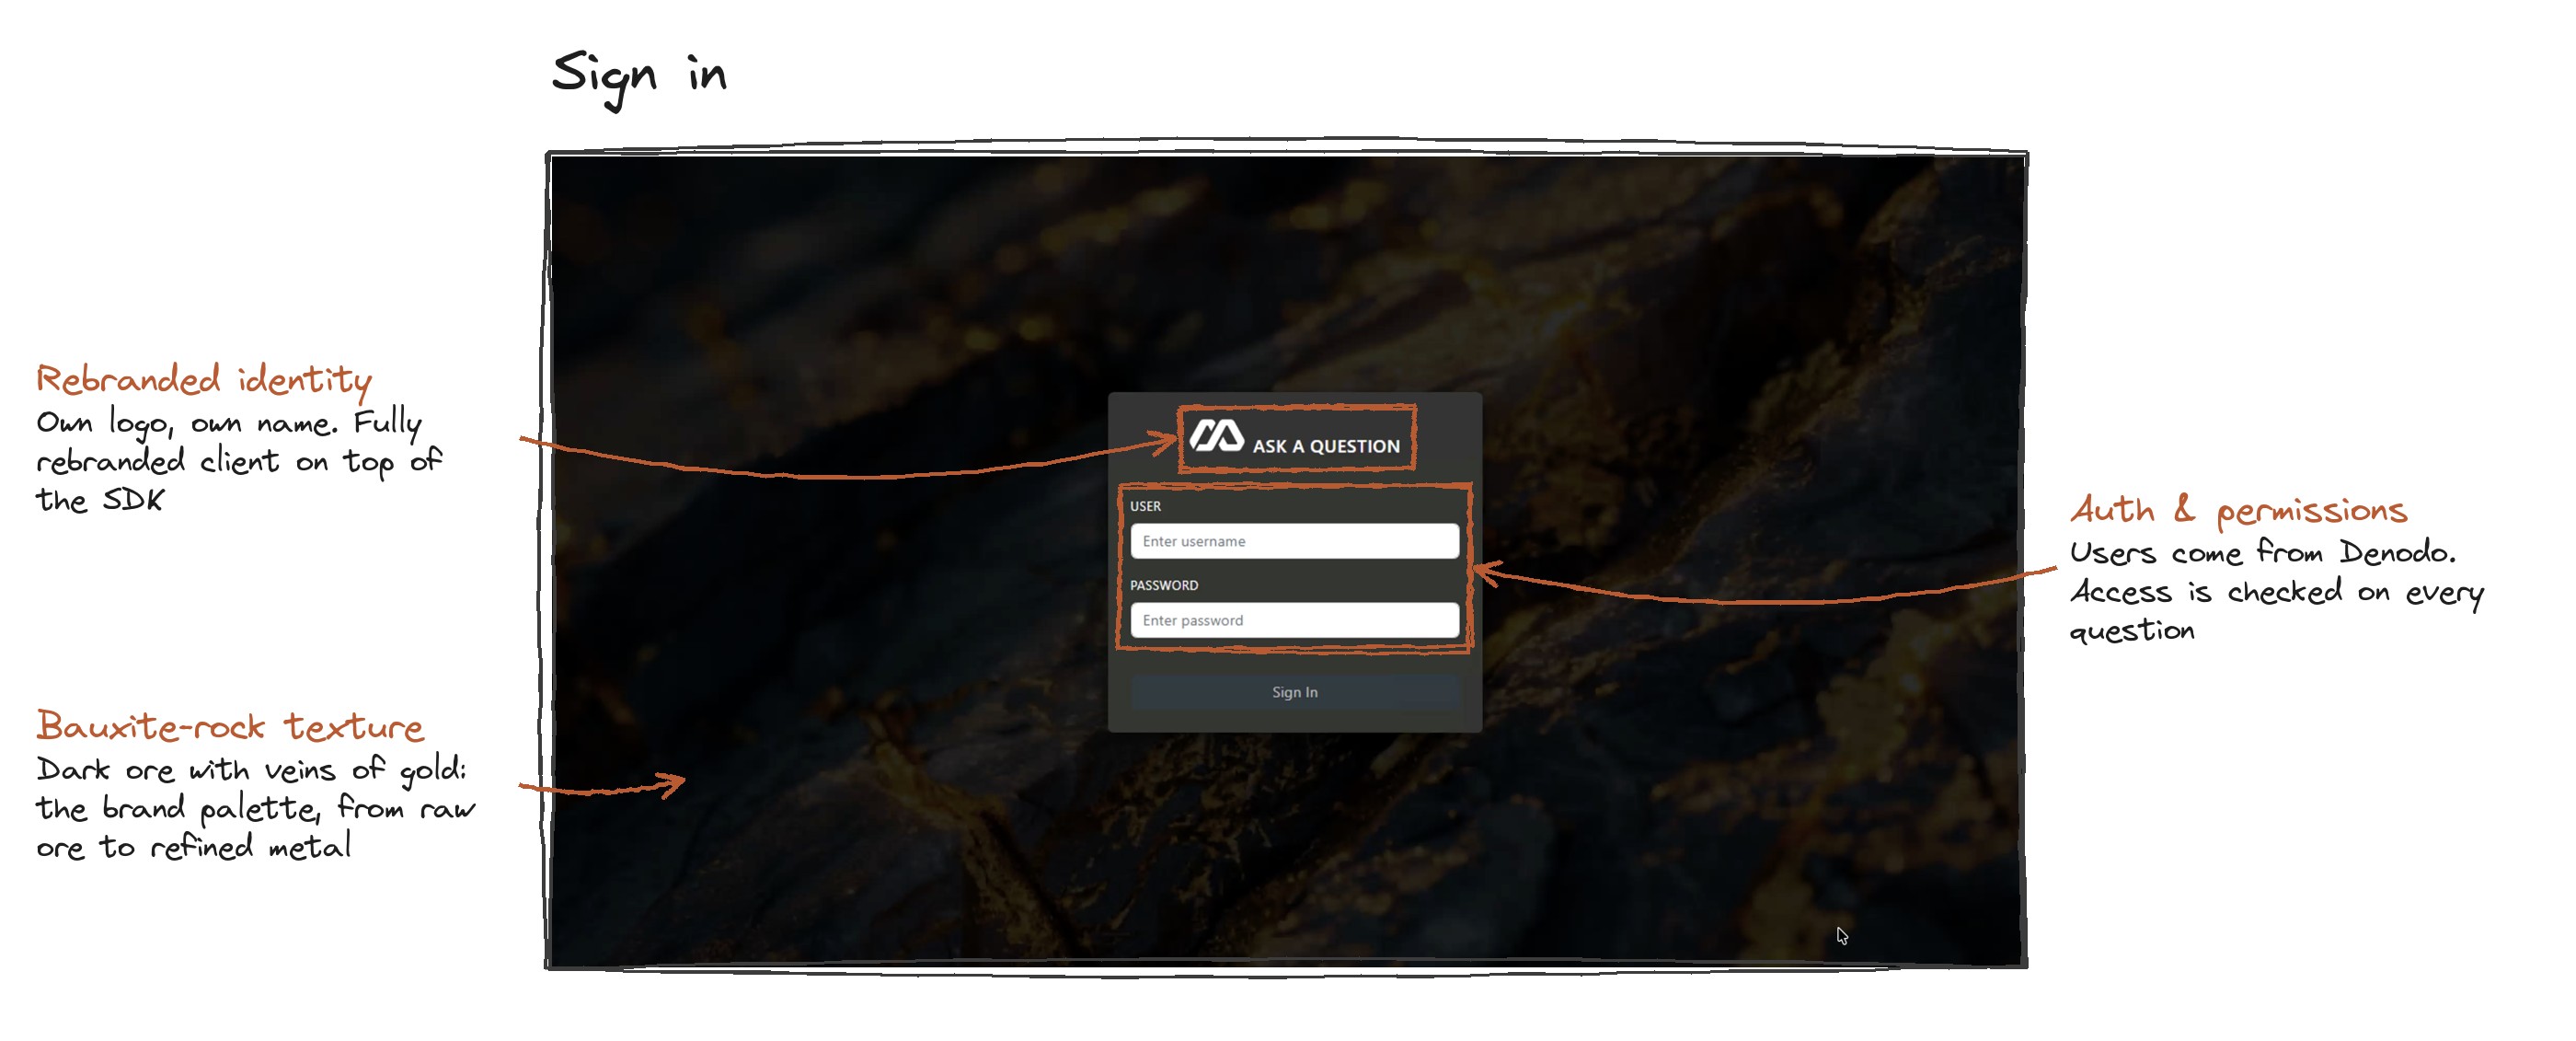 Sign in
Rebranded identity
Own logo, own name. Fully
rebranded client on top of
the SDK
Bauxite-rock texture
Dark ore with veins of gold:
the brand palette, from raw
ore to refined metal
ASK A QUESTION
USER
Enter username
PASSWORD
Enter password
Sign In
Auth & permissions
Users come from Denodo.
Access is checked on every
question